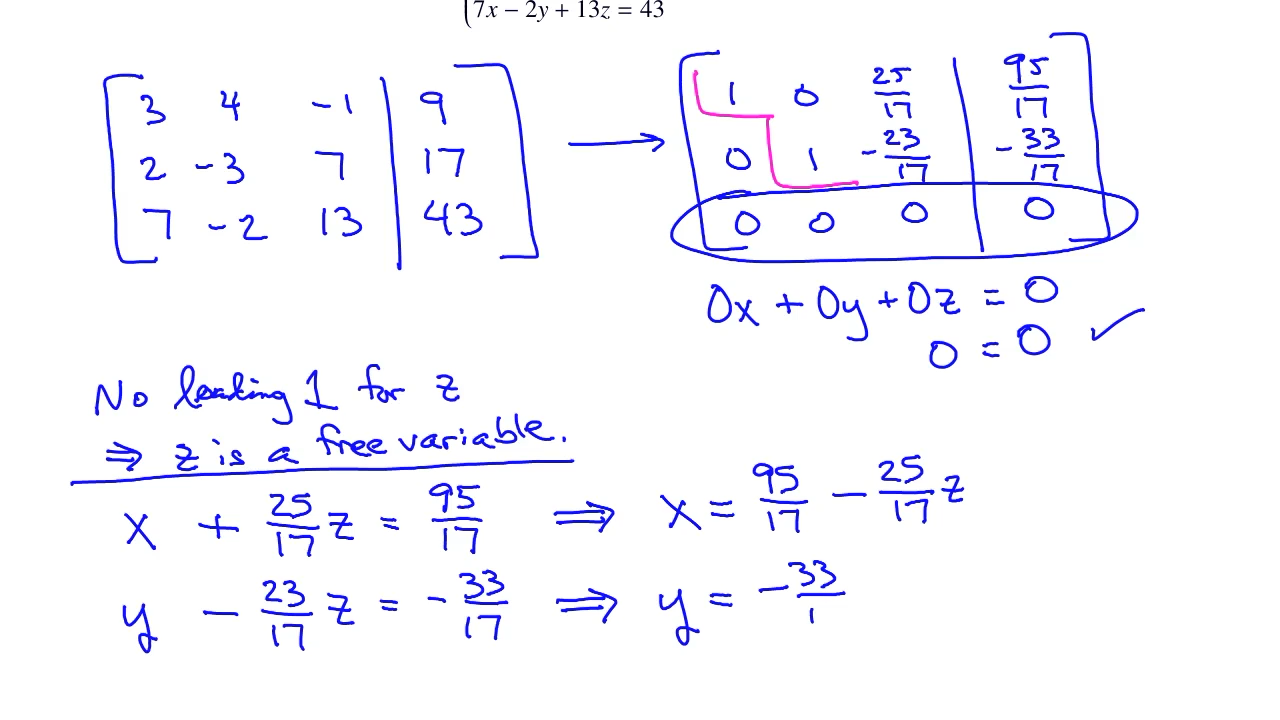 7x − 2y + 13z = 43
[3 4 -1 | 9] → [1 0 25/17 | 95/17]
[2 -3 7 | 17] [0 1 -23/17 | -33/17]
[7 -2 13 | 43] [0 0 0 | 0]
0x + 0y + 0z = 0
0 = 0 ✓
No leading 1 for z
⇒ z is a free variable.
x + 25/17 z = 95/17 ⇒ x = 95/17 - 25/17 z
y - 23/17 z = -33/17 ⇒ y = -33/1